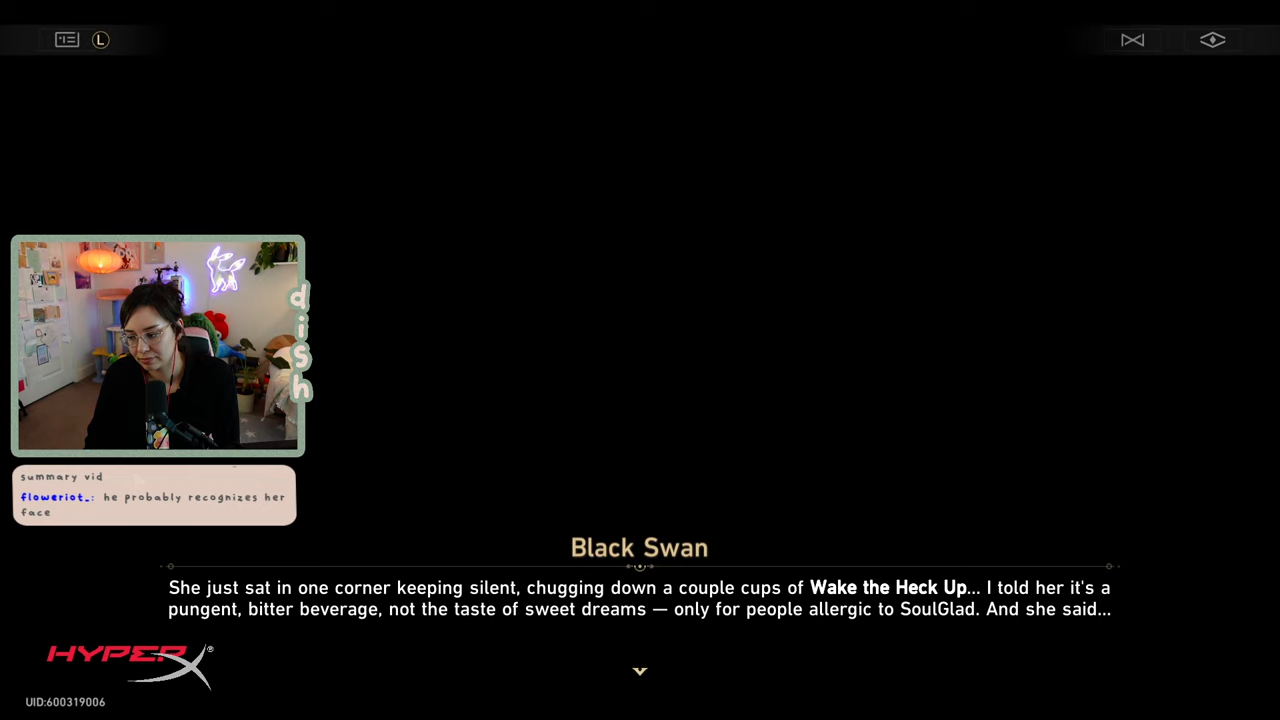 L
d
i
s
h
summary vid
floweriot_: he probably recognizes her
face
Black Swan
She just sat in one corner keeping silent, chugging down a couple cups of Wake the Heck Up... I told her it's a
pungent, bitter beverage, not the taste of sweet dreams — only for people allergic to SoulGlad. And she said...
HYPERX®
UID:600319006